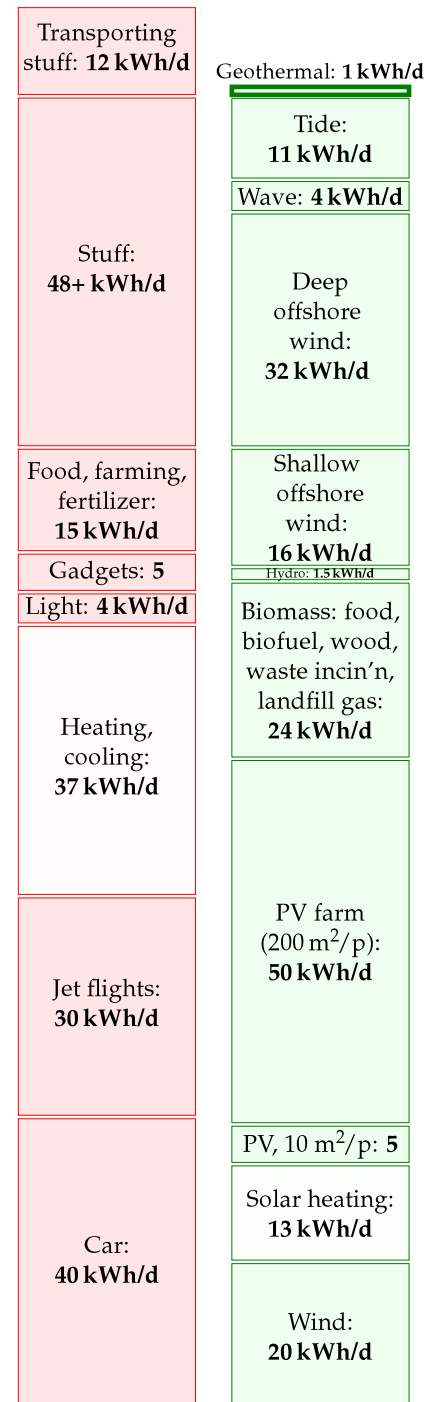 Transporting
stuff: 12 kWh/d
Stuff:
48+ kWh/d
Food, farming,
fertilizer:
15 kWh/d
Gadgets: 5
Light: 4 kWh/d
Heating,
cooling:
37 kWh/d
Jet flights:
30 kWh/d
Car:
40 kWh/d
Geothermal: 1 kWh/d
Tide:
11 kWh/d
Wave: 4 kWh/d
Deep
offshore
wind:
32 kWh/d
Shallow
offshore
wind:
16 kWh/d
Hydro: 1.5 kWh/d
Biomass: food,
biofuel, wood,
waste incin’n,
landfill gas:
24 kWh/d
PV farm
(200 m²/p):
50 kWh/d
PV, 10 m²/p: 5
Solar heating:
13 kWh/d
Wind:
20 kWh/d